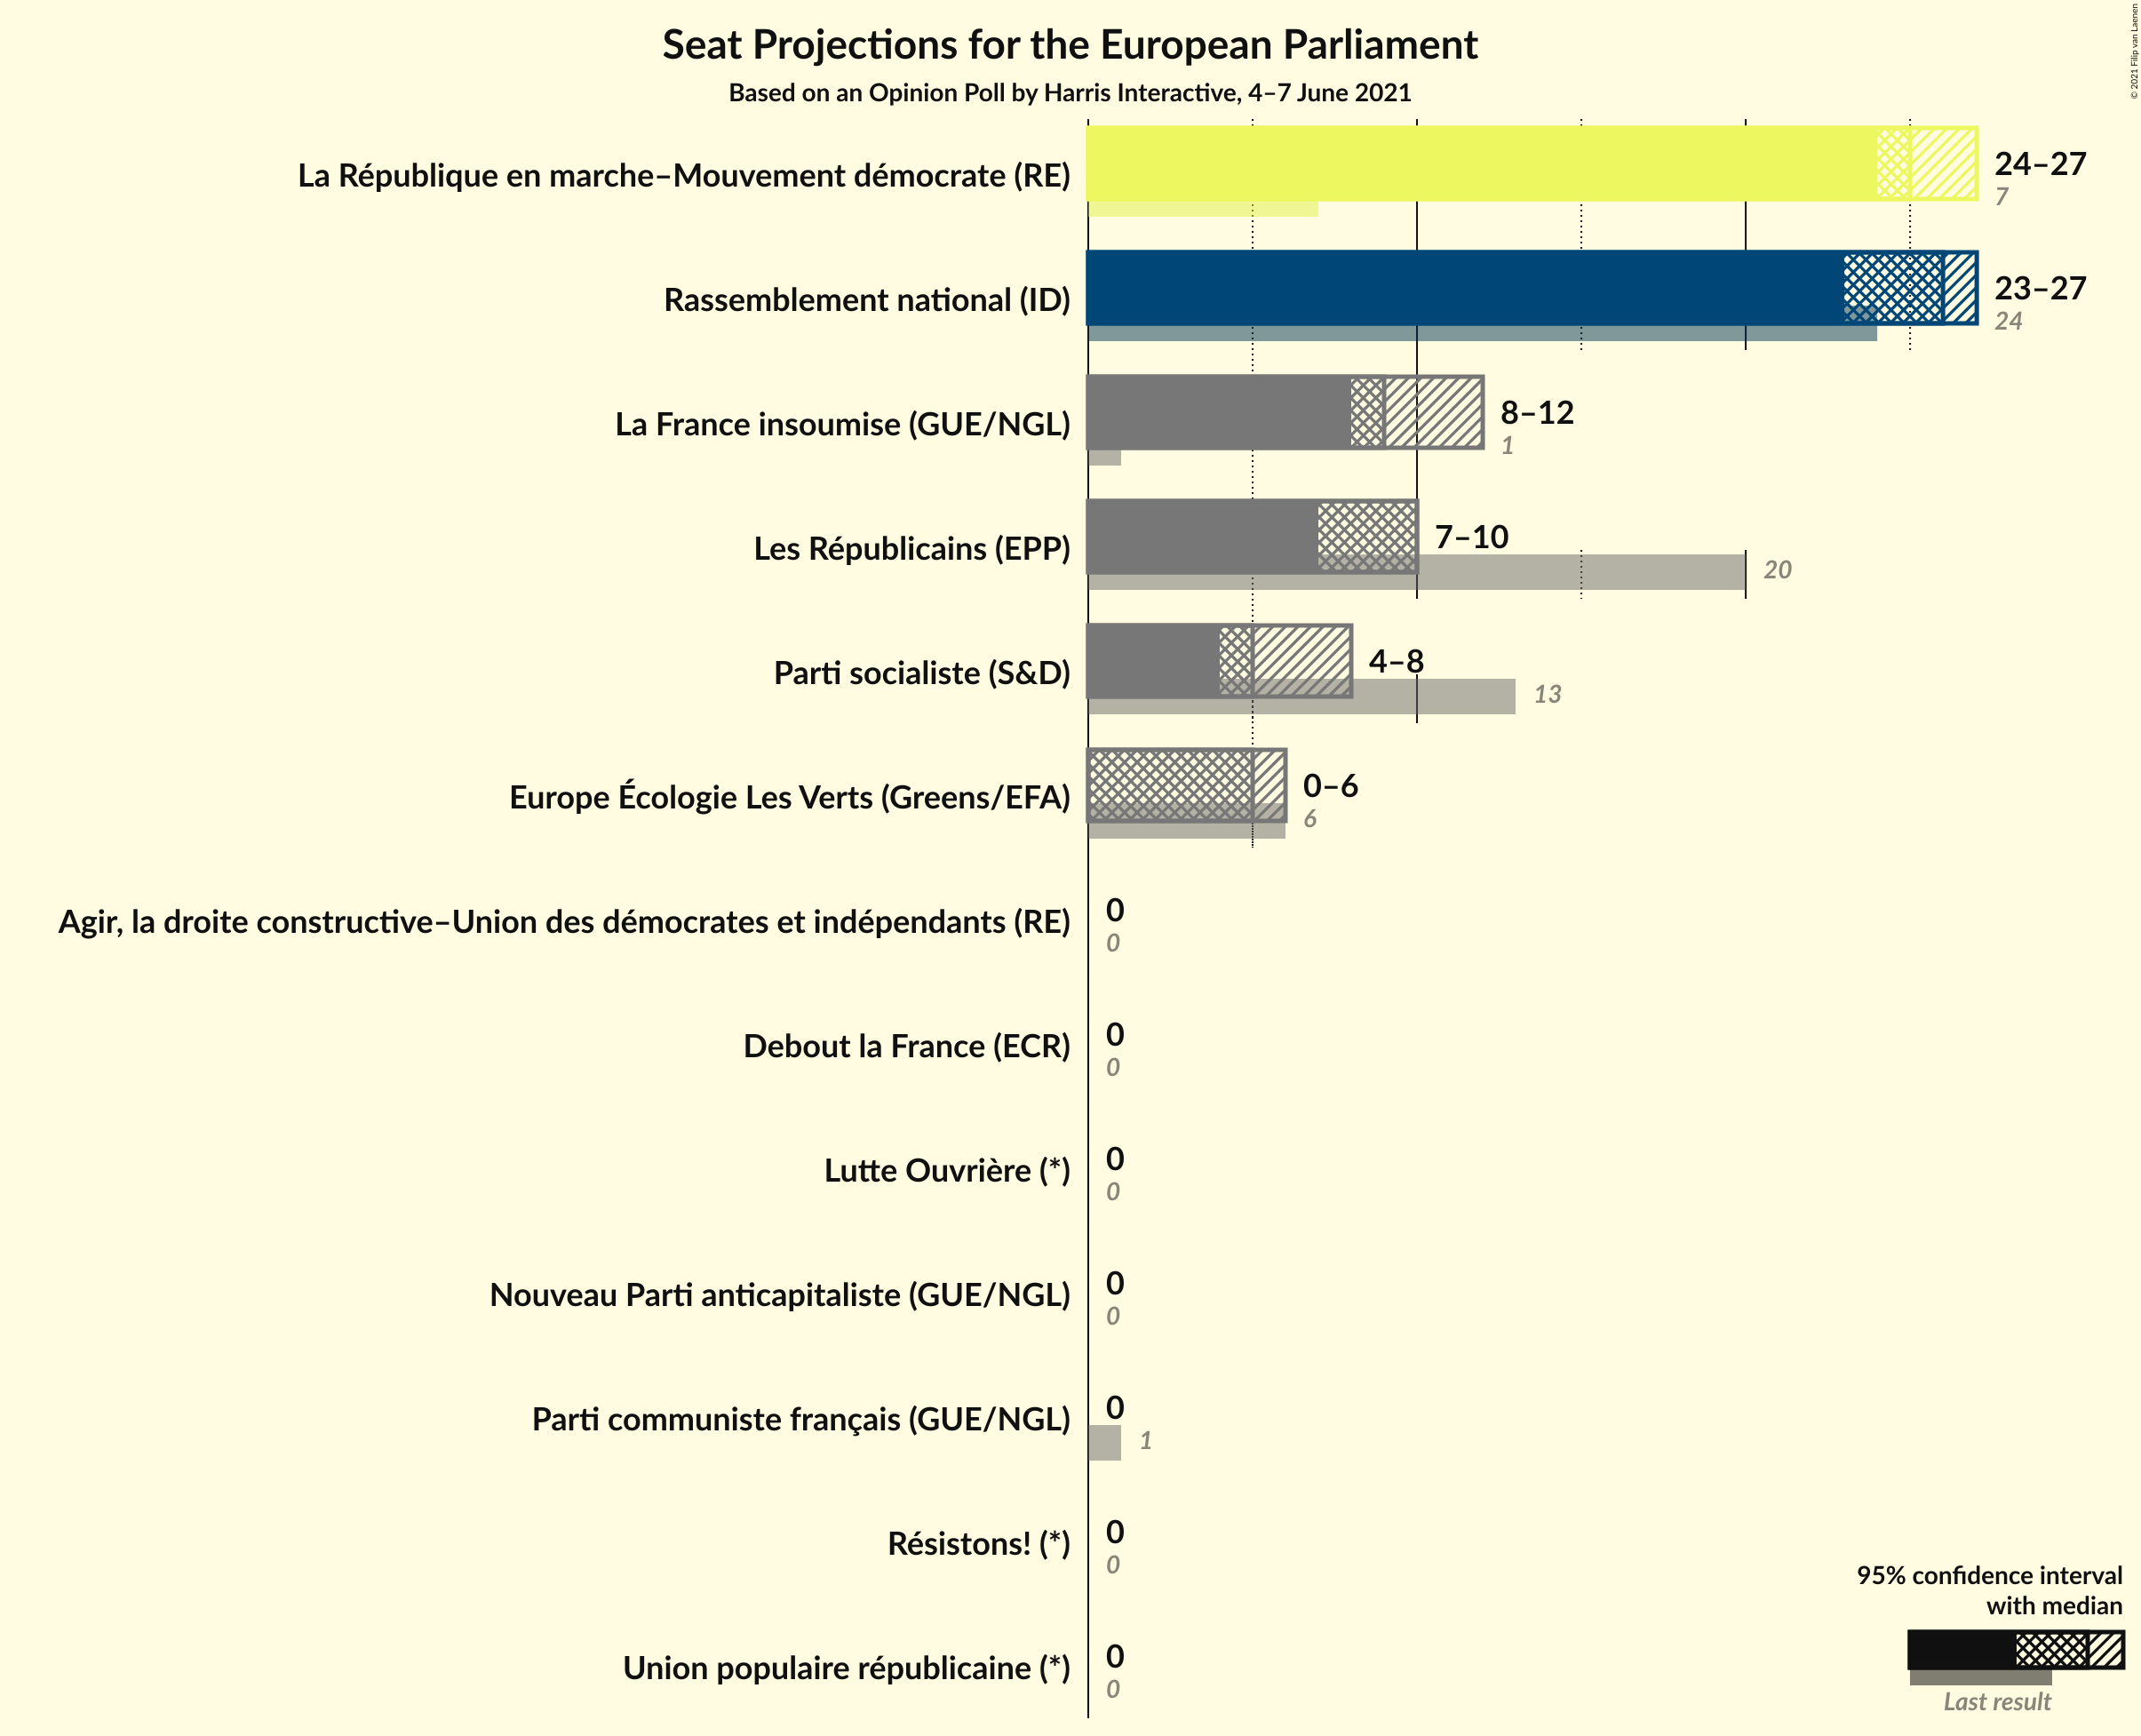 Seat Projections for the European Parliament
Based on an Opinion Poll by Harris Interactive, 4–7 June 2021
© 2021 Filip van Laenen
La République en marche–Mouvement démocrate (RE)
24–27
7
Rassemblement national (ID)
23–27
24
La France insoumise (GUE/NGL)
8–12
1
Les Républicains (EPP)
7–10
20
Parti socialiste (S&D)
4–8
13
Europe Écologie Les Verts (Greens/EFA)
0–6
6
Agir, la droite constructive–Union des démocrates et indépendants (RE)
0
0
Debout la France (ECR)
0
0
Lutte Ouvrière (*)
0
0
Nouveau Parti anticapitaliste (GUE/NGL)
0
0
Parti communiste français (GUE/NGL)
0
1
Résistons! (*)
0
0
Union populaire républicaine (*)
0
0
95% confidence interval
with median
Last result